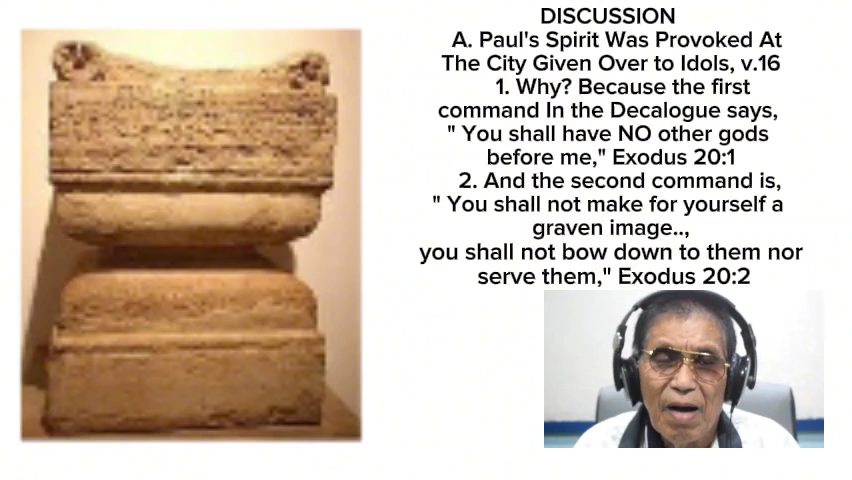 DISCUSSION
A. Paul's Spirit Was Provoked At
The City Given Over to Idols, v.16
1. Why? Because the first
command In the Decalogue says,
" You shall have NO other gods
before me," Exodus 20:1
2. And the second command is,
" You shall not make for yourself a
graven image..,
you shall not bow down to them nor
serve them," Exodus 20:2